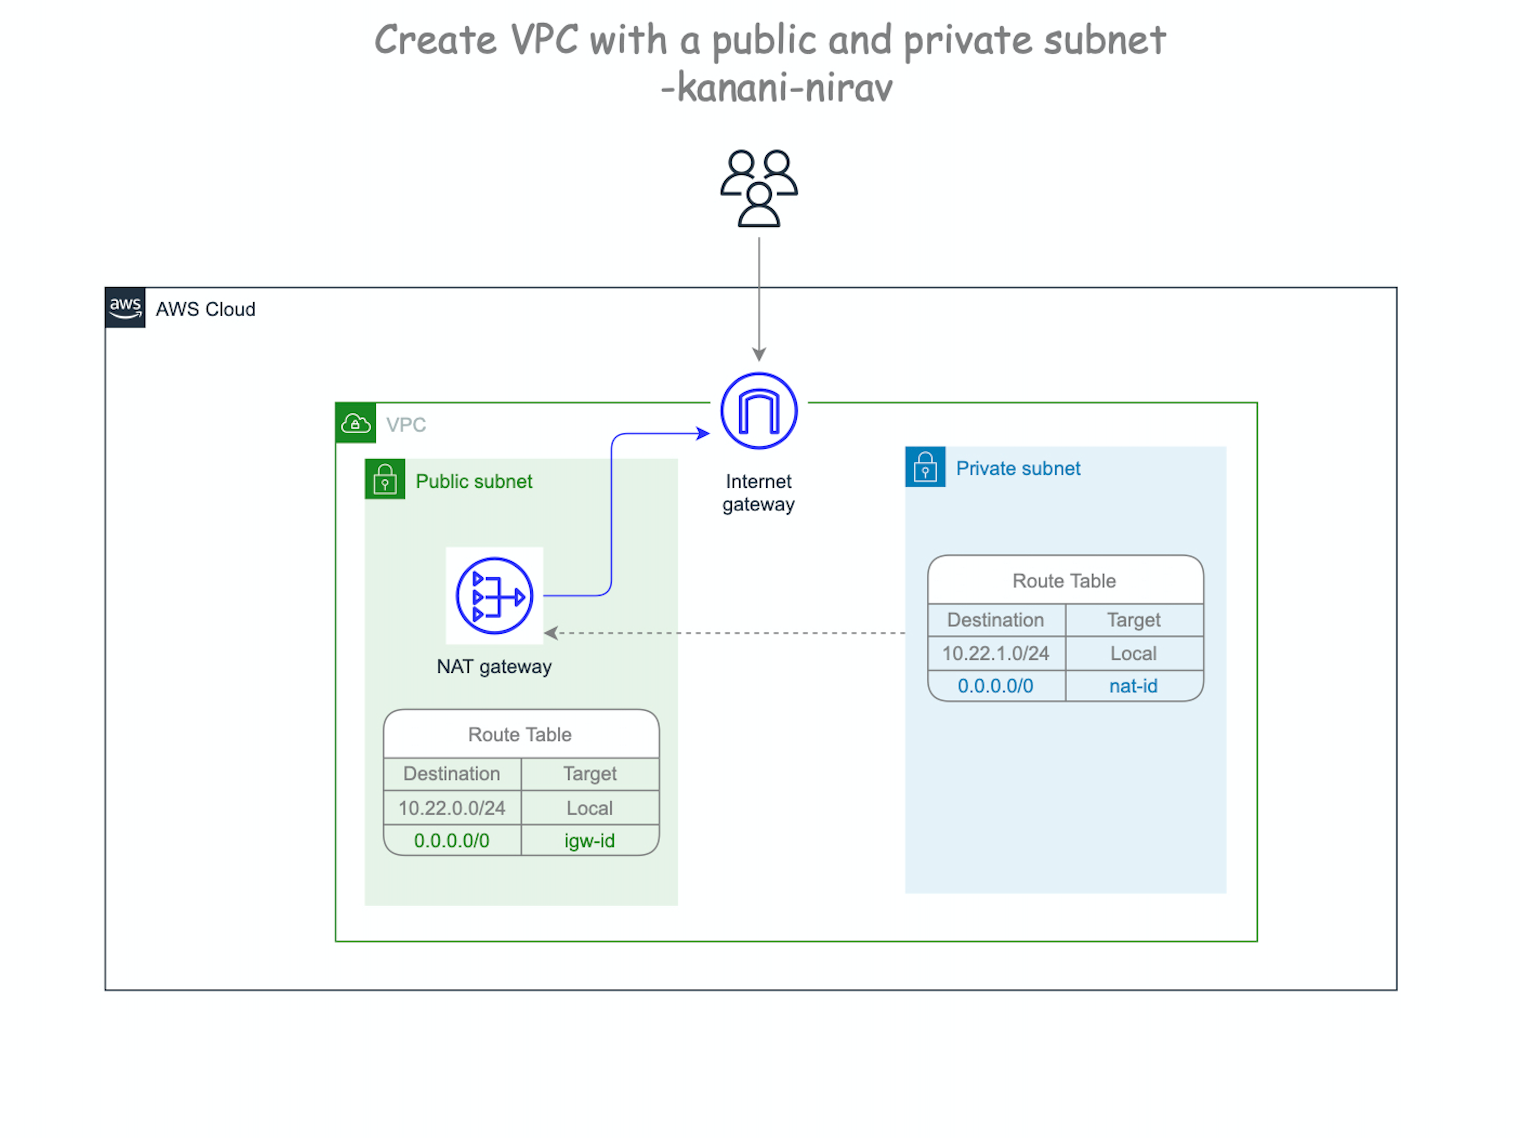 Create VPC with a public and private subnet
-kanani-nirav
aws
AWS Cloud
VPC
Public subnet
Internet
gateway
Private subnet
NAT gateway
Route Table
Destination Target
10.22.0.0/24 Local
0.0.0.0/0 igw-id
Route Table
Destination Target
10.22.1.0/24 Local
0.0.0.0/0 nat-id